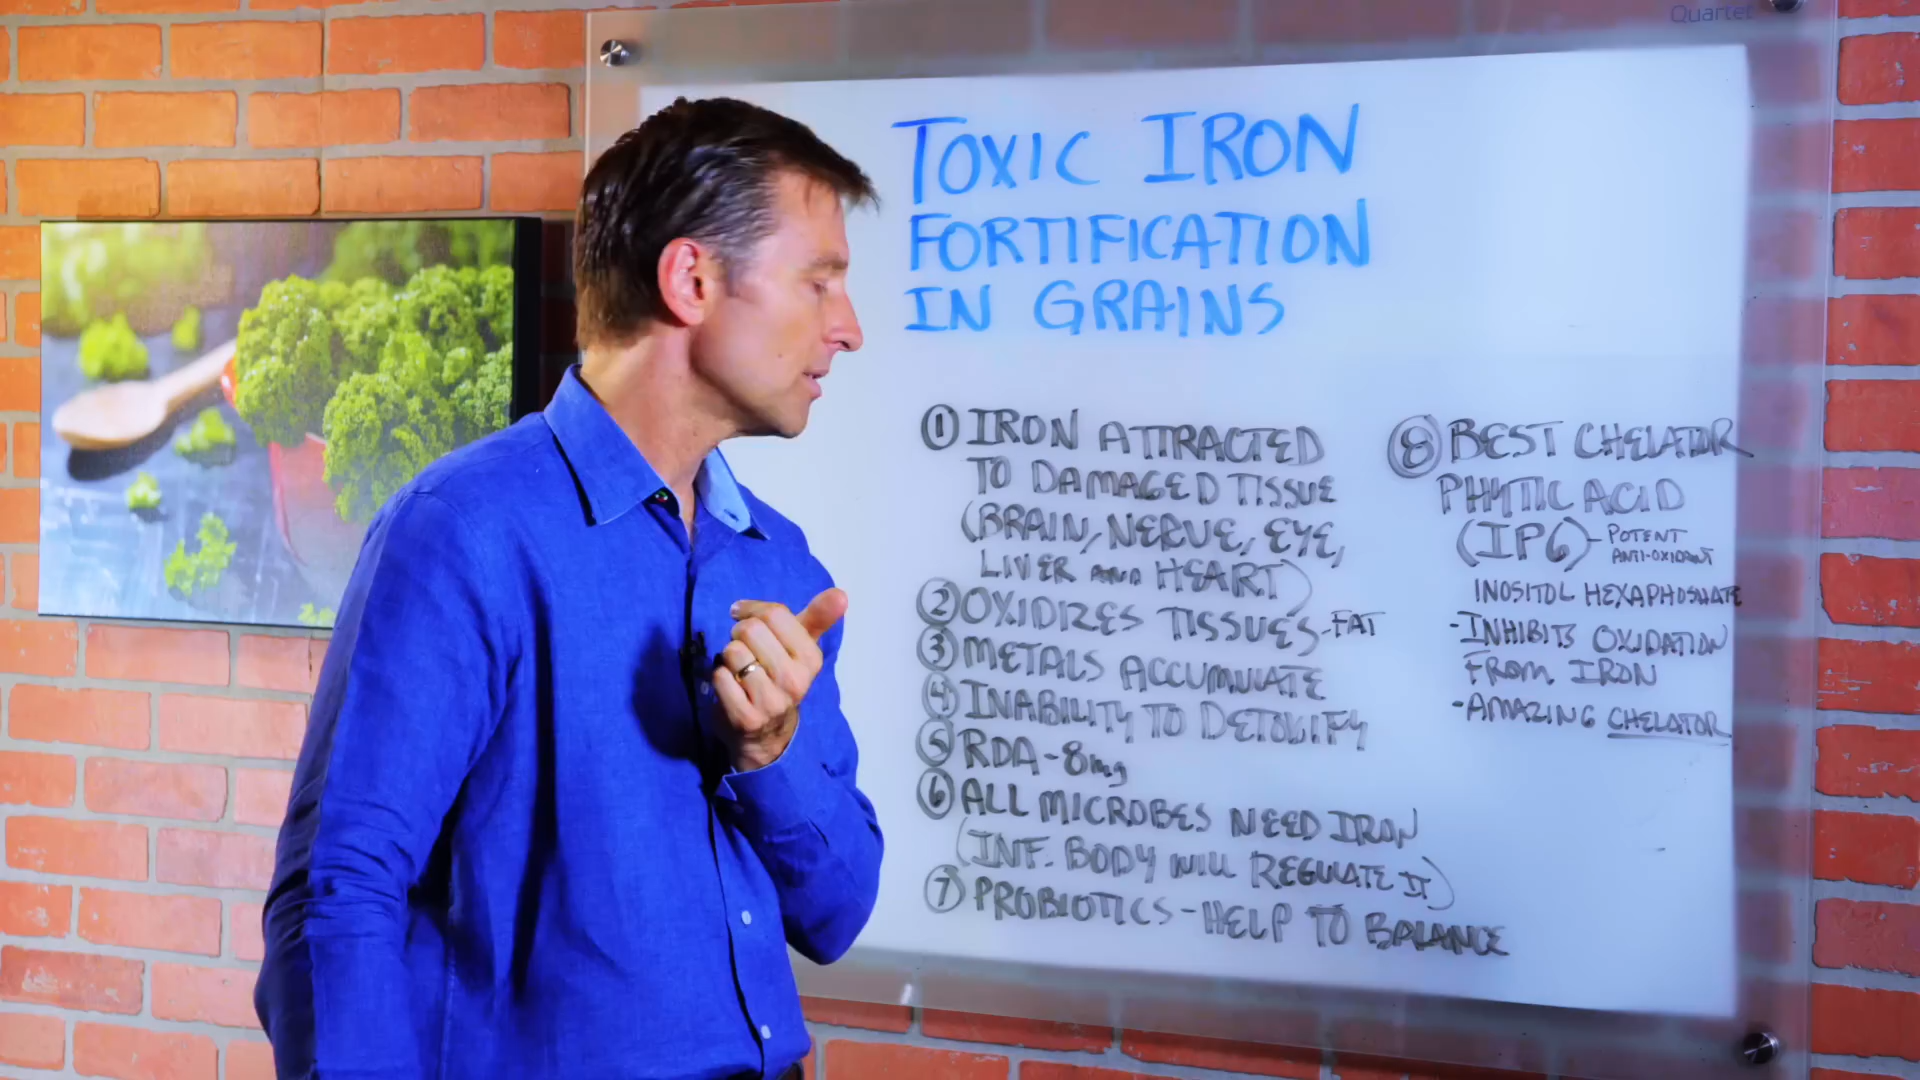 Quartet
TOXIC IRON
FORTIFICATION
IN GRAINS
1 IRON ATTRACTED
TO DAMAGED TISSUE
(BRAIN, NERVE, EYE,
LIVER AND HEART)
2 OXIDIZES TISSUES-FAT
3 METALS ACCUMULATE
4 INABILITY TO DETOXIFY
5 RDA-8mg
6 ALL MICROBES NEED IRON
(INF. BODY WILL REGULATE IT)
7 PROBIOTICS-HELP TO BALANCE
8 BEST CHELATOR
PHYTIC ACID
(IP6)-POTENT
ANTI-OXIDANT
INOSITOL HEXAPHOSPHATE
-INHIBITS OXIDATION
FROM IRON
-AMAZING CHELATOR